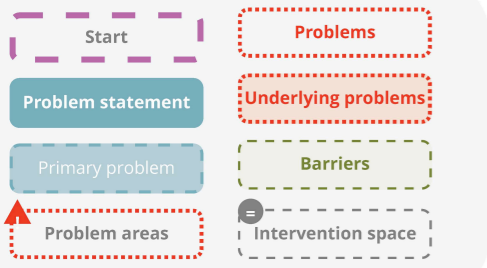 Start
Problem statement
Primary problem
Problem areas
Problems
Underlying problems
Barriers
=
Intervention space